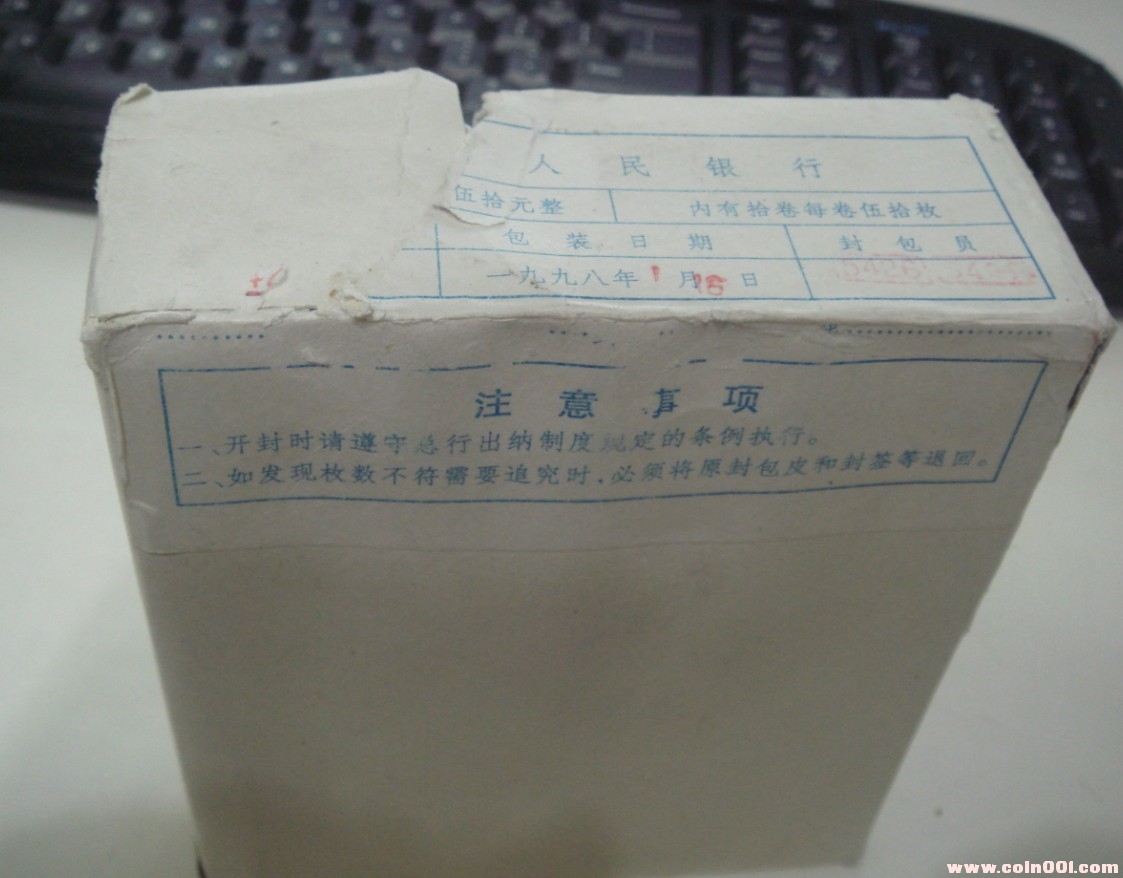 人民银行
伍拾元整 内有拾卷每卷伍拾枚
包装日期 封包员
一九九八年1月15日
注意事项
一、开封时请遵守总行出纳制度规定的条例执行。
二、如发现枚数不符需要追究时，必须将原封包皮和封签等退回。
www.coin001.com